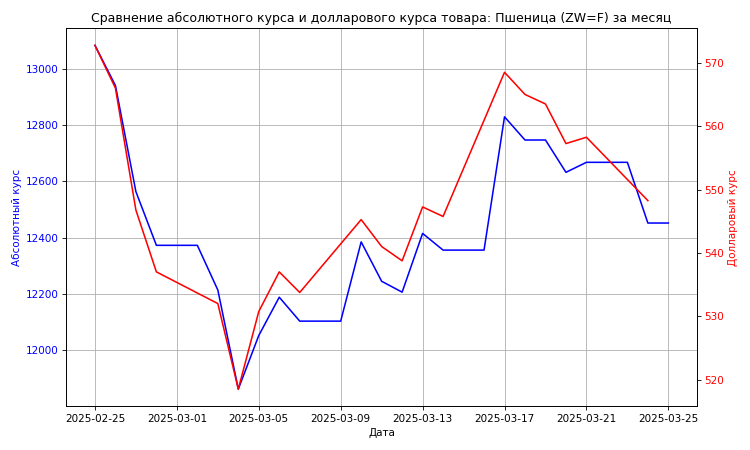 Сравнение абсолютного курса и долларового курса товара: Пшеница (ZW=F) за месяц
Абсолютный курс
13000
12800
12600
12400
12200
12000
570
560
550
540
530
520
Долларовый курс
2025-02-25 2025-03-01 2025-03-05 2025-03-09 2025-03-13 2025-03-17 2025-03-21 2025-03-25
Дата